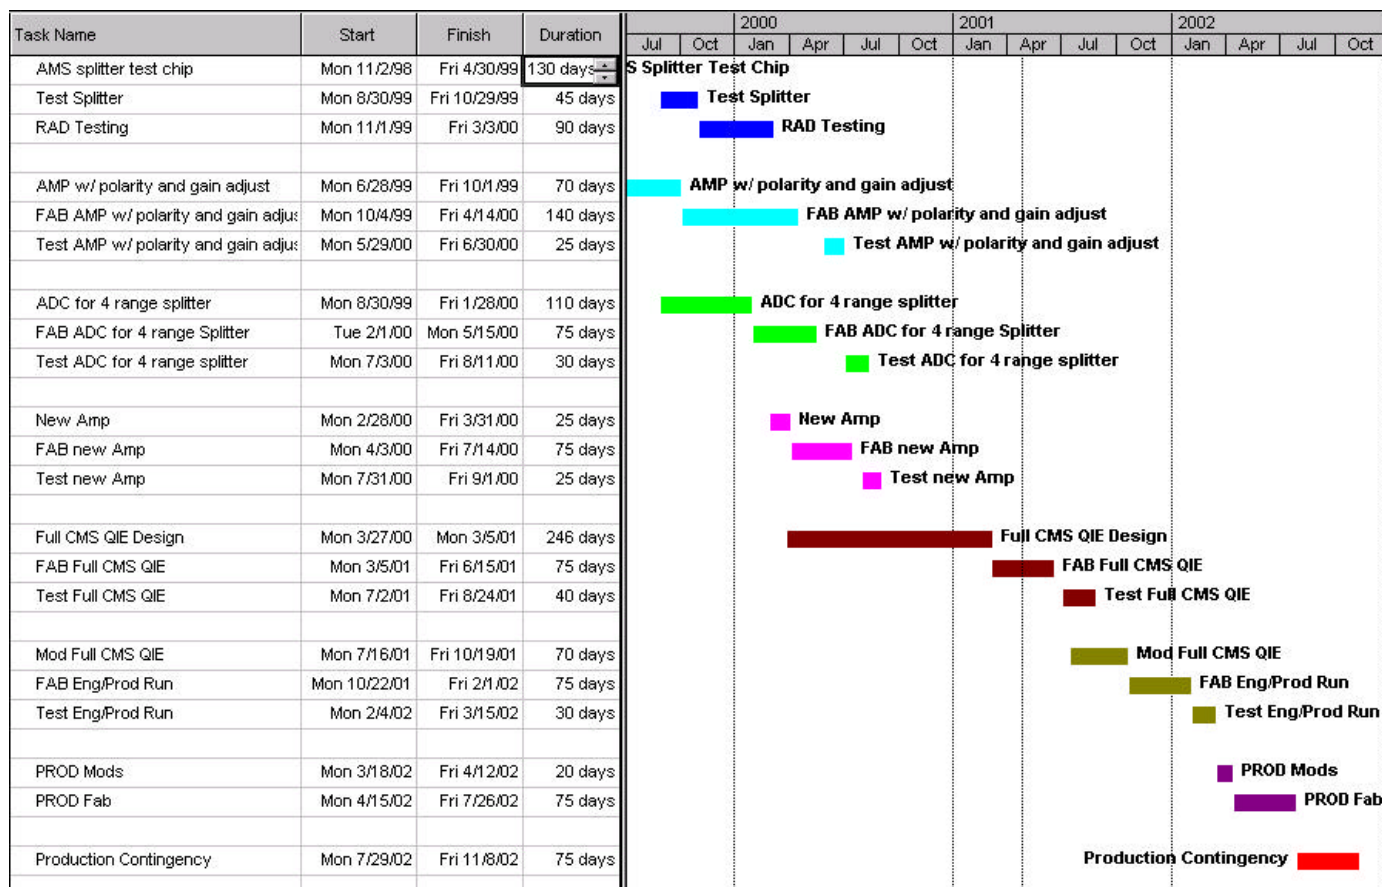 Task Name Start Finish Duration 2000 2001 2002
Jul Oct Jan Apr Jul Oct Jan Apr Jul Oct Jan Apr Jul Oct
AMS splitter test chip Mon 11/2/98 Fri 4/30/99 130 days S Splitter Test Chip
Test Splitter Mon 8/30/99 Fri 10/29/99 45 days Test Splitter
RAD Testing Mon 11/1/99 Fri 3/3/00 90 days RAD Testing
AMP w/ polarity and gain adjust Mon 6/28/99 Fri 10/1/99 70 days AMP w/ polarity and gain adjust
FAB AMP w/ polarity and gain adjus Mon 10/4/99 Fri 4/14/00 140 days FAB AMP w/ polarity and gain adjust
Test AMP w/ polarity and gain adjus Mon 5/29/00 Fri 6/30/00 25 days Test AMP w/ polarity and gain adjust
ADC for 4 range splitter Mon 8/30/99 Fri 1/28/00 110 days ADC for 4 range splitter
FAB ADC for 4 range Splitter Tue 2/1/00 Mon 5/15/00 75 days FAB ADC for 4 range Splitter
Test ADC for 4 range splitter Mon 7/3/00 Fri 8/11/00 30 days Test ADC for 4 range splitter
New Amp Mon 2/28/00 Fri 3/31/00 25 days New Amp
FAB new Amp Mon 4/3/00 Fri 7/14/00 75 days FAB new Amp
Test new Amp Mon 7/31/00 Fri 9/1/00 25 days Test new Amp
Full CMS QIE Design Mon 3/27/00 Mon 3/5/01 246 days Full CMS QIE Design
FAB Full CMS QIE Mon 3/5/01 Fri 6/15/01 75 days FAB Full CMS QIE
Test Full CMS QIE Mon 7/2/01 Fri 8/24/01 40 days Test Full CMS QIE
Mod Full CMS QIE Mon 7/16/01 Fri 10/19/01 70 days Mod Full CMS QIE
FAB Eng/Prod Run Mon 10/22/01 Fri 2/1/02 75 days FAB Eng/Prod Run
Test Eng/Prod Run Mon 2/4/02 Fri 3/15/02 30 days Test Eng/Prod Run
PROD Mods Mon 3/18/02 Fri 4/12/02 20 days PROD Mods
PROD Fab Mon 4/15/02 Fri 7/26/02 75 days PROD Fab
Production Contingency Mon 7/29/02 Fri 11/8/02 75 days Production Contingency